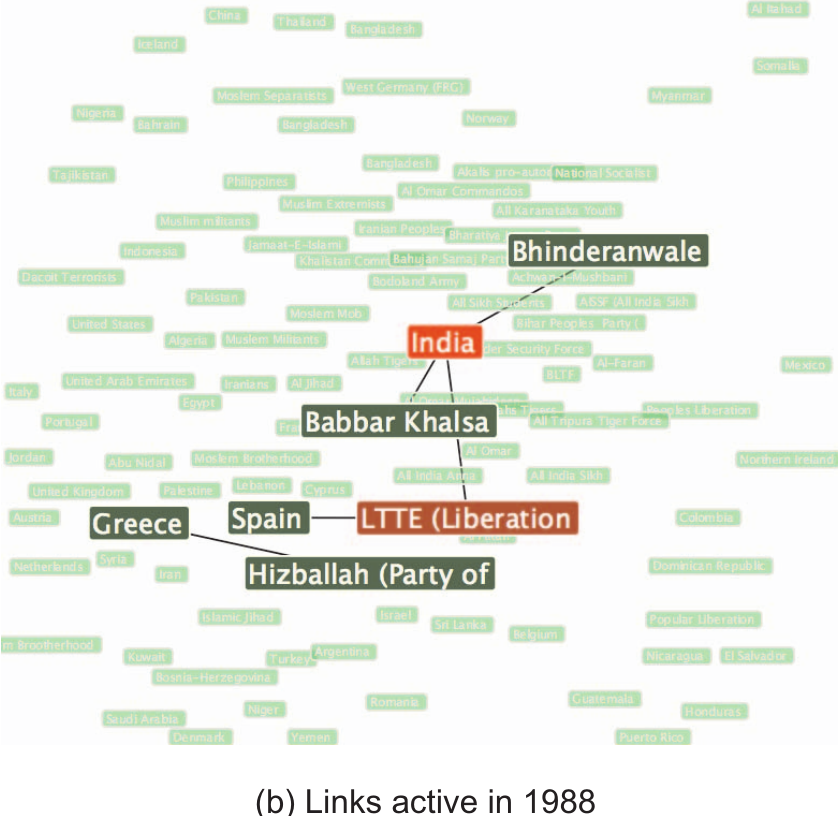 Al Itahad
China
Thailand
Bangladesh
Iceland
Somalia
West Germany (FRG)
Moslem Separatists
Myanmar
Nigeria
Bahrain
Bangladesh
Norway
Bangladesh
Tajikistan
Akalis pro-auto
National Socialist
Philippines
Al Omar Commandos
Muslim Extremists
All Karanataka Youth
Muslim militants
Iranian Peoples
Bharatiya
Jamaat-E-Islami
Indonesia
Bhinderanwale
Khalistan Comm
Bahujan Samaj Part
Dacoit Terrorists
Bodoland Army
Achwan-I-Mushbani
Pakistan
All Sikh Students
ABSF (All India Sikh
Moslem Mob
United States
Bihar Peoples Party (
Algeria
Muslem Militants
India
der Security Force
Allah Tigers
Al-Faran
Mexico
BLTF
United Arab Emirates
Iranians
Al Jihad
Italy
Egypt
Peoples Liberation
Portugal
Babbar Khalsa
All Tripura Tiger Force
Al Omar
Jordan
Abu Nidal
Moslem Brotherhood
Northern Ireland
All India Anna
All India Sikh
United Kingdom
Palestine
Lebanon
Cyprus
Austria
Greece
Spain
LTTE (Liberation
Colombia
Netherlands
Syria
Iran
Hizballah (Party of
Dominican Republic
Islamic Jihad
Israel
Sri Lanka
Popular Liberation
Belgium
m Brootherhood
Kuwait
Turkey
Argentina
Nicaragua
El Salvador
Bosnia-Herzegovina
Niger
Romania
Guatemala
Saudi Arabia
Honduras
Denmark
Yemen
Puerto Rico
(b) Links active in 1988